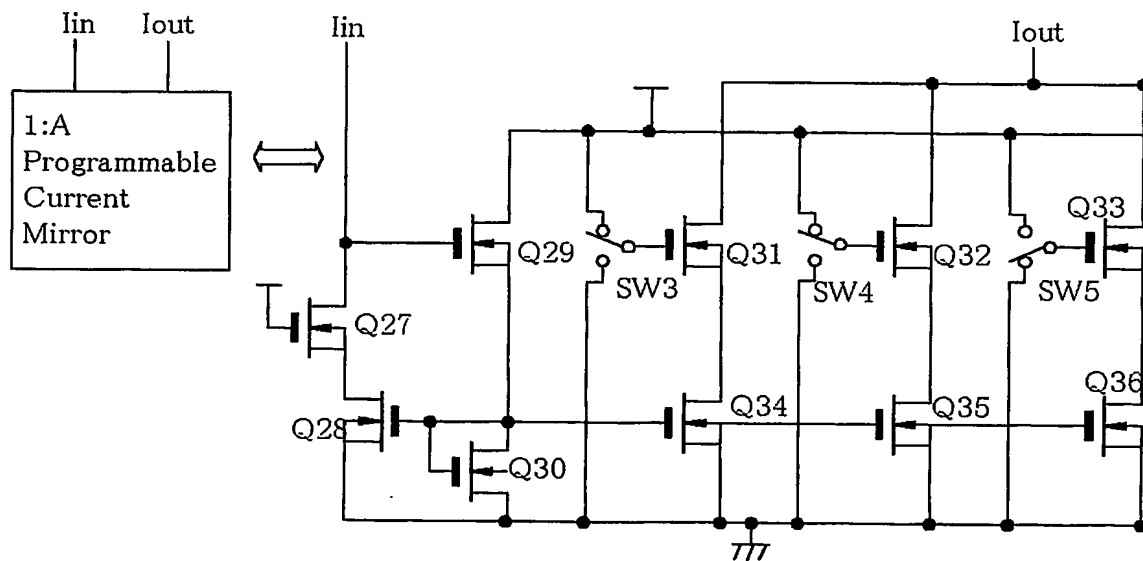 Iin Iout
1:A
Programmable
Current
Mirror
Iin
Iout
Q29
SW3
Q31
SW4
Q32
SW5
Q33
Q27
Q28
Q30
Q34
Q35
Q36